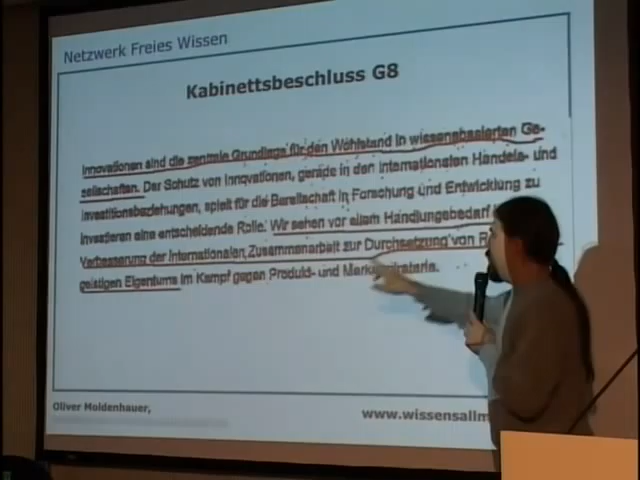 Netzwerk Freies Wissen
Kabinettsbeschluss G8
Innovationen sind die zentrale Grundlage für den Wohlstand in wissensbasierten Ge-
sellschaften. Der Schutz von Innovationen, gerade in den internationalen Handels- und
Investitionsbeziehungen, spielt für die Bereitschaft in Forschung und Entwicklung zu
investieren eine entscheidende Rolle. Wir sehen vor allem Handlungsbedarf
Verbesserung der internationalen Zusammenarbeit zur Durchsetzung von
geistigen Eigentums im Kampf gegen Produkt- und
Oliver Moldenhauer,
www.wissensallm